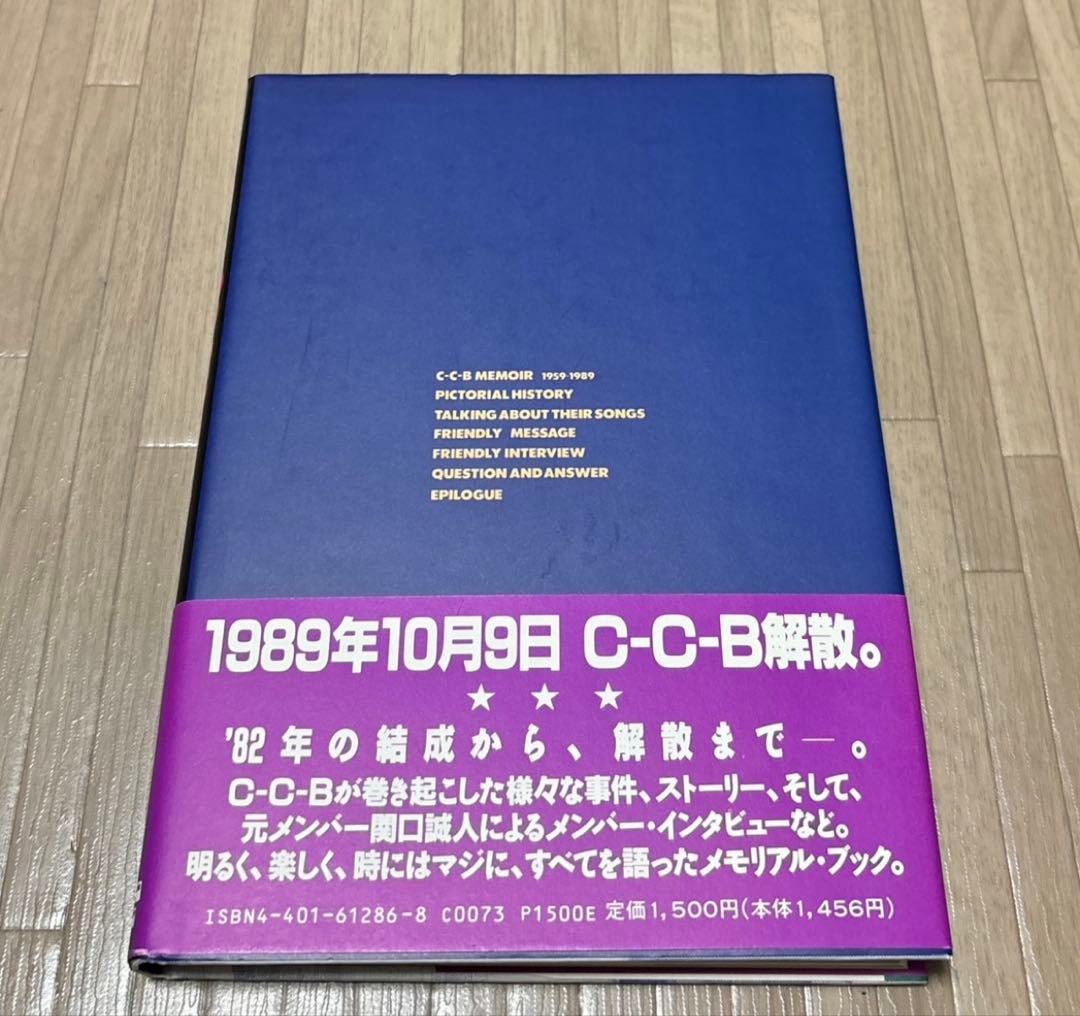 C-C-B MEMOIR 1959-1989
PICTORIAL HISTORY
TALKING ABOUT THEIR SONGS
FRIENDLY MESSAGE
FRIENDLY INTERVIEW
QUESTION AND ANSWER
EPILOGUE
1989年10月9日 C-C-B解散。
★ ★ ★
'82年の結成から、解散まで―。
C-C-Bが巻き起こした様々な事件、ストーリー、そして、
元メンバー関口誠人によるメンバー・インタビューなど。
明るく、楽しく、時にはマジに、すべてを語ったメモリアル・ブック。
ISBN4-401-61286-8 C0073 P1500E 定価1,500円(本体1,456円)